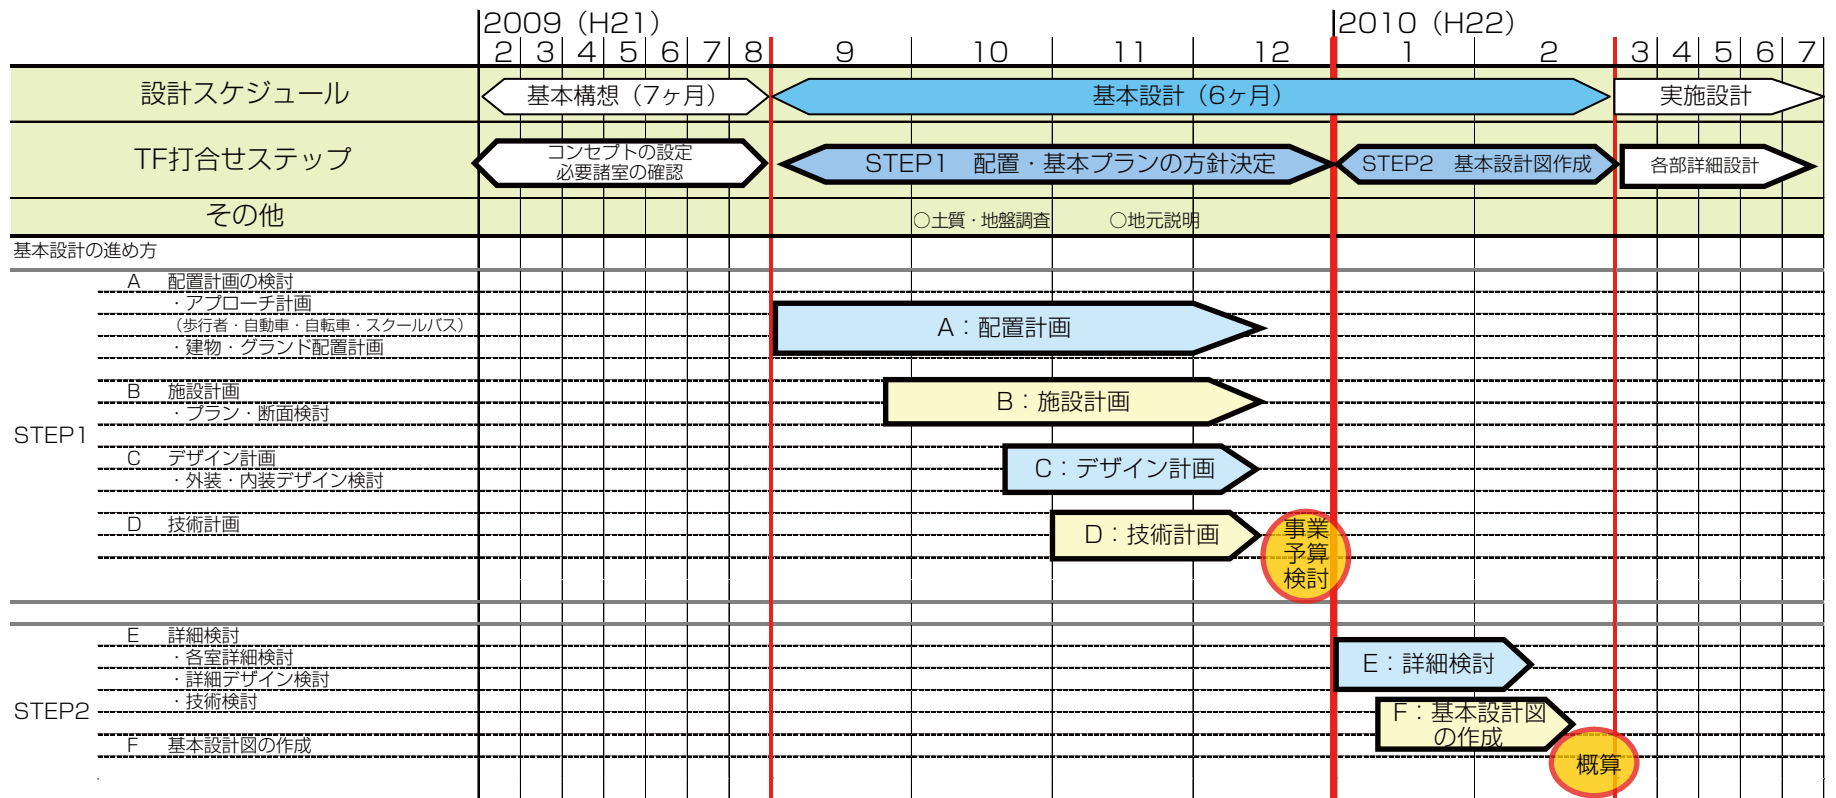 2009（H21）
2010（H22）
2 3 4 5 6 7 8 9 10 11 12 1 2 3 4 5 6 7
設計スケジュール
基本構想（7ヶ月）
基本設計（6ヶ月）
実施設計
TF打合せステップ
コンセプトの設定
必要諸室の確認
STEP1　配置・基本プランの方針決定
STEP2　基本設計図作成
各部詳細設計
その他
○土質・地盤調査
○地元説明
基本設計の進め方
STEP1
A　配置計画の検討
・アプローチ計画
（歩行者・自動車・自転車・スクールバス）
・建物・グランド配置計画
A：配置計画
B　施設計画
・プラン・断面検討
B：施設計画
C　デザイン計画
・外装・内装デザイン検討
C：デザイン計画
D　技術計画
D：技術計画
事業
予算
検討
STEP2
E　詳細検討
・各室詳細検討
・詳細デザイン検討
・技術検討
E：詳細検討
F　基本設計図の作成
F：基本設計図
の作成
概算